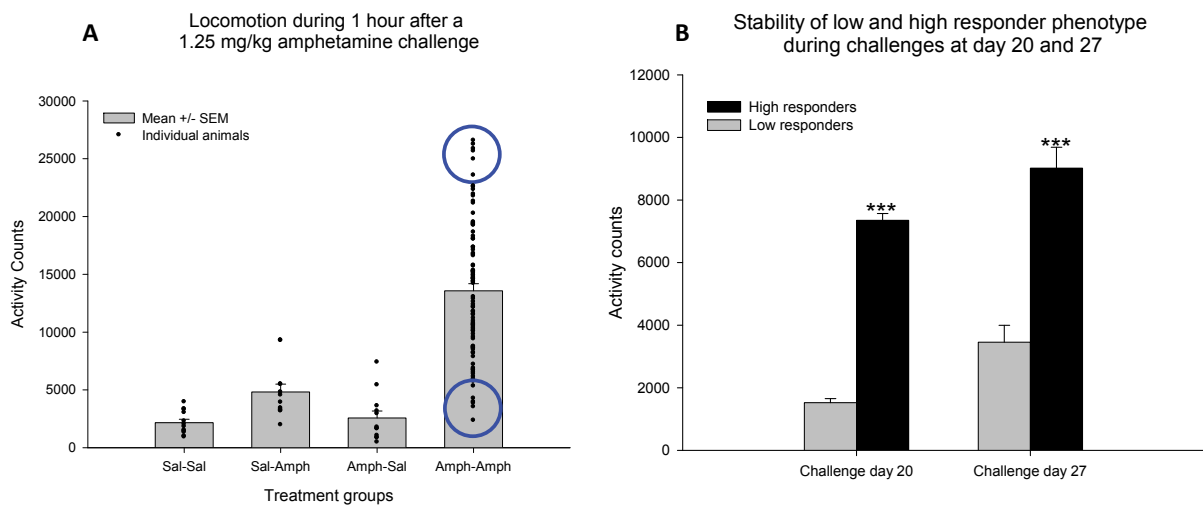 A
Locomotion during 1 hour after a
1.25 mg/kg amphetamine challenge
30000
25000
20000
15000
10000
5000
0
Activity Counts
Mean +/- SEM
Individual animals
Sal-Sal
Sal-Amph
Amph-Sal
Amph-Amph
Treatment groups
B
Stability of low and high responder phenotype
during challenges at day 20 and 27
12000
10000
8000
6000
4000
2000
0
Activity counts
High responders
Low responders
***
***
Challenge day 20
Challenge day 27